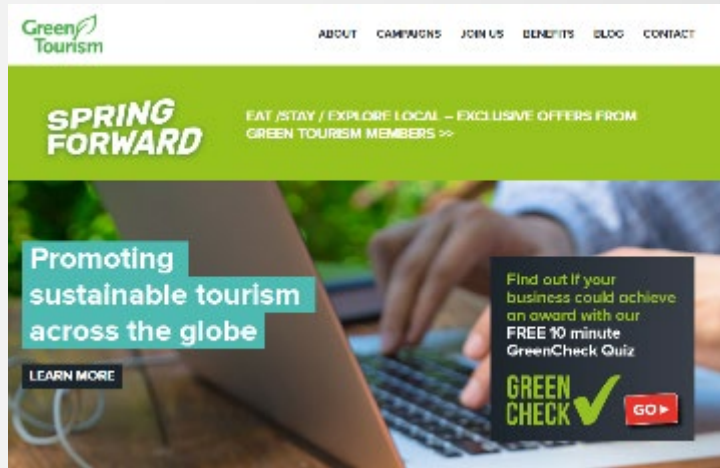 Green
Tourism
ABOUT CAMPAIGNS JOIN US BENEFITS BLOG CONTACT
SPRING
FORWARD
EAT /STAY / EXPLORE LOCAL – EXCLUSIVE OFFERS FROM
GREEN TOURISM MEMBERS >>
Promoting
sustainable tourism
across the globe
LEARN MORE
Find out if your
business could achieve
an award with our
FREE 10 minute
GreenCheck Quiz
GREEN
CHECK
GO